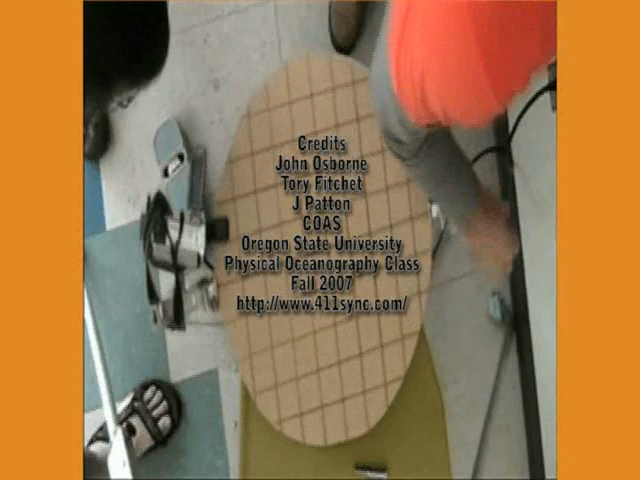 Credits
John Osborne
Tory Fitchet
J Patton
COAS
Oregon State University
Physical Oceanography Class
Fall 2007
http://www.411sync.com/